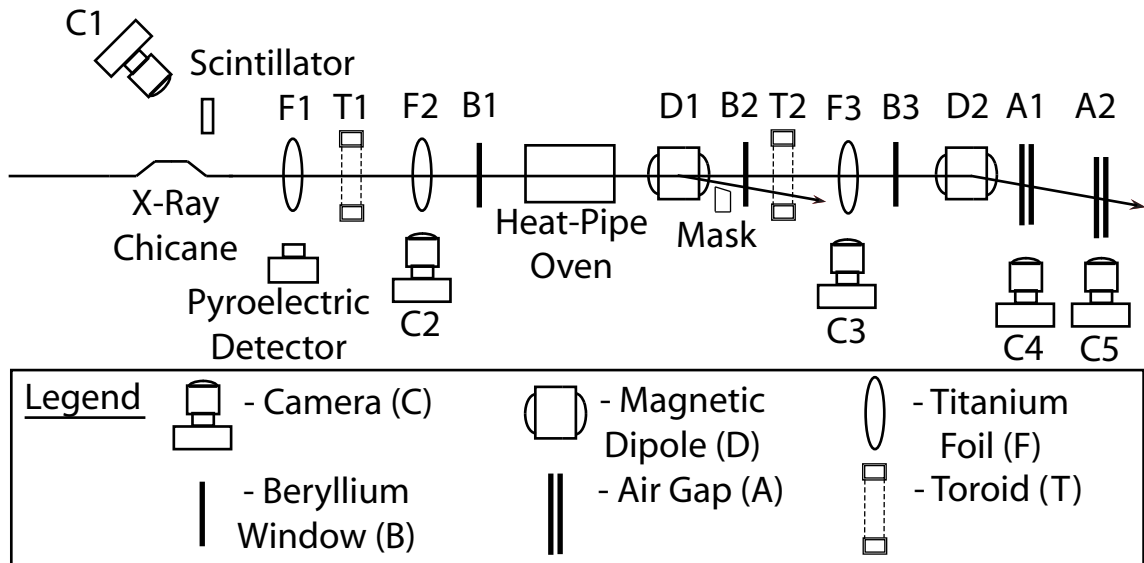 C1
Scintillator
F1 T1 F2 B1 D1 B2 T2 F3 B3 D2 A1 A2
X-Ray
Chicane
Heat-Pipe
Oven
Mask
Pyroelectric
Detector
C2
C3
C4
C5
Legend
- Camera (C)
- Magnetic
Dipole (D)
- Titanium
Foil (F)
- Beryllium
Window (B)
- Air Gap (A)
- Toroid (T)